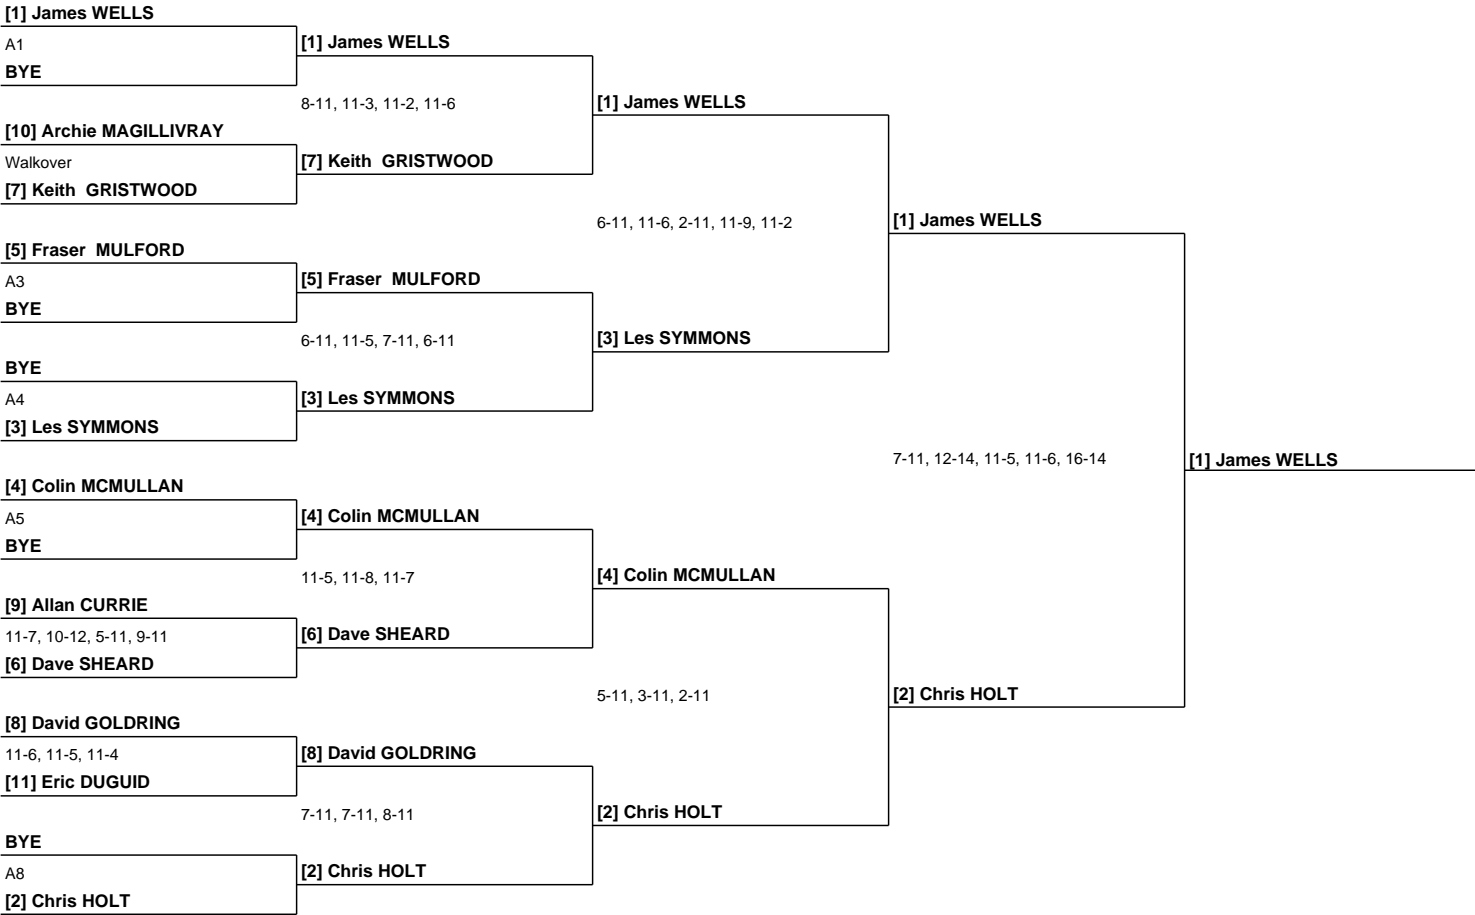 [1] James WELLS
A1
BYE
[10] Archie MAGILLIVRAY
Walkover
[7] Keith GRISTWOOD
[5] Fraser MULFORD
A3
BYE
BYE
A4
[3] Les SYMMONS
[4] Colin MCMULLAN
A5
BYE
[9] Allan CURRIE
11-7, 10-12, 5-11, 9-11
[6] Dave SHEARD
[8] David GOLDRING
11-6, 11-5, 11-4
[11] Eric DUGUID
BYE
A8
[2] Chris HOLT
[1] James WELLS
8-11, 11-3, 11-2, 11-6
[7] Keith GRISTWOOD
[5] Fraser MULFORD
6-11, 11-5, 7-11, 6-11
[3] Les SYMMONS
[4] Colin MCMULLAN
11-5, 11-8, 11-7
[6] Dave SHEARD
[8] David GOLDRING
7-11, 7-11, 8-11
[2] Chris HOLT
[1] James WELLS
6-11, 11-6, 2-11, 11-9, 11-2
[3] Les SYMMONS
[4] Colin MCMULLAN
5-11, 3-11, 2-11
[2] Chris HOLT
[1] James WELLS
7-11, 12-14, 11-5, 11-6, 16-14
[2] Chris HOLT
[1] James WELLS